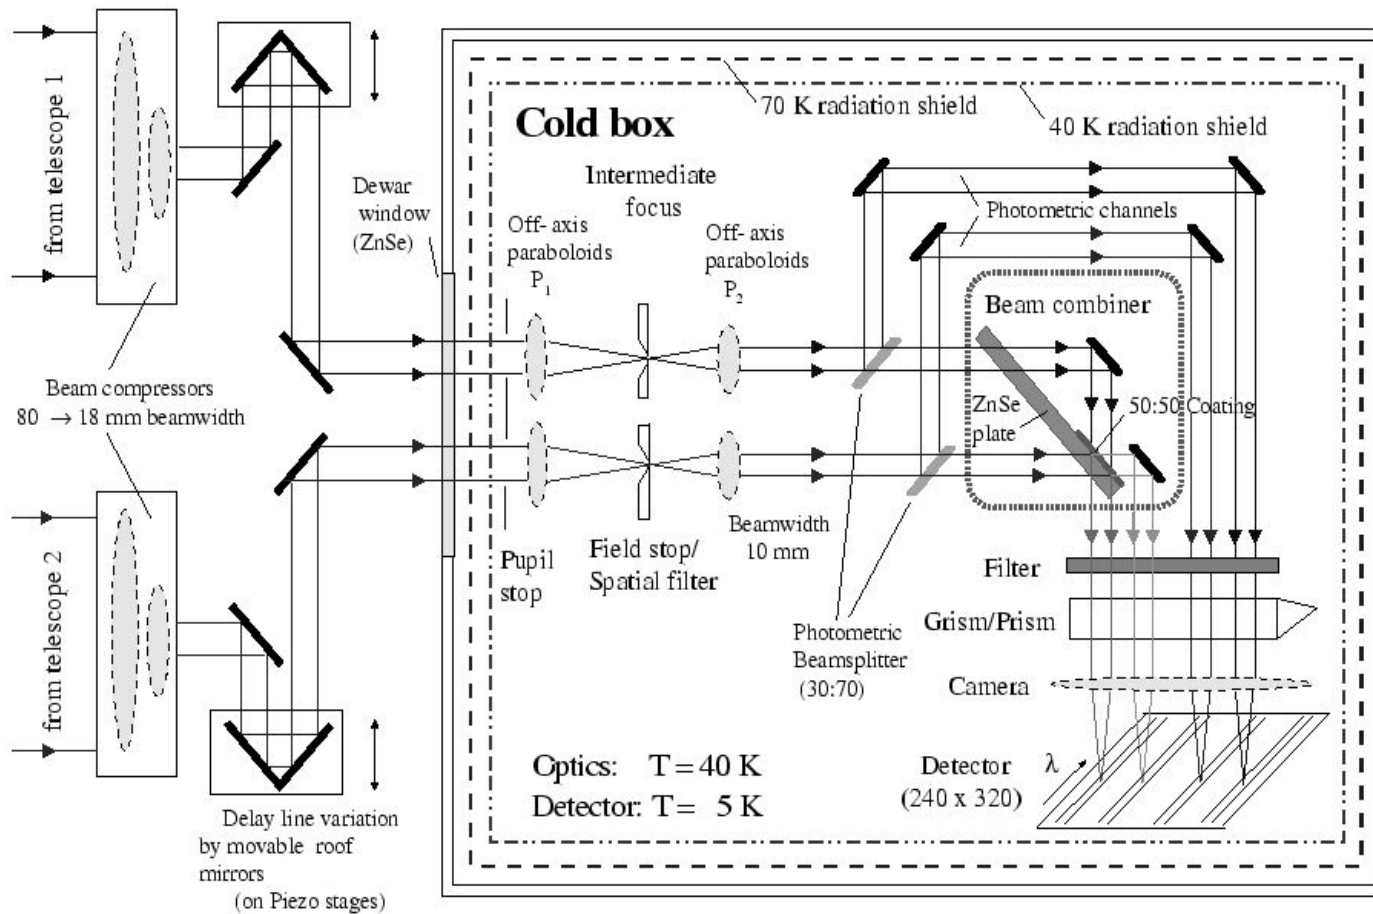 from telescope 1
Beam compressors
80 → 18 mm beamwidth
from telescope 2
Delay line variation
by movable roof
mirrors
(on Piezo stages)
Dewar
window
(ZnSe)
70 K radiation shield
40 K radiation shield
Cold box
Intermediate
focus
Off- axis
paraboloids
P1
Off- axis
paraboloids
P2
Photometric channels
Beam combiner
ZnSe
plate
50:50 Coating
Pupil
stop
Field stop/
Spatial filter
Beamwidth
10 mm
Photometric
Beamsplitter
(30:70)
Filter
Grism/Prism
Camera
Detector
(240 x 320)
λ
Optics: T = 40 K
Detector: T = 5 K